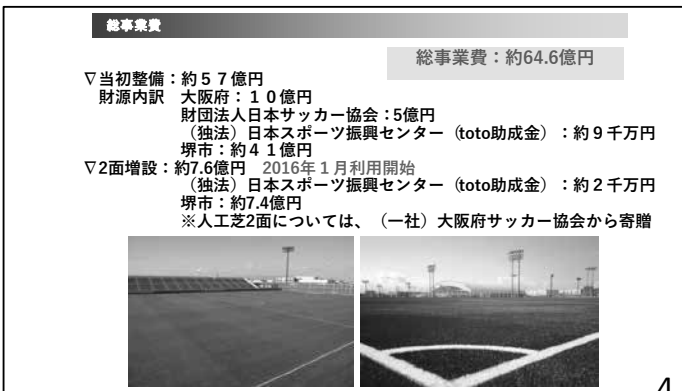 総事業費
総事業費：約64.6億円
▽当初整備：約５７億円
財源内訳　大阪府：１０億円
財団法人日本サッカー協会：5億円
（独法）日本スポーツ振興センター（toto助成金）：約９千万円
堺市：約４１億円
▽2面増設：約7.6億円　2016年１月利用開始
（独法）日本スポーツ振興センター（toto助成金）：約２千万円
堺市：約7.4億円
※人工芝2面については、（一社）大阪府サッカー協会から寄贈
4